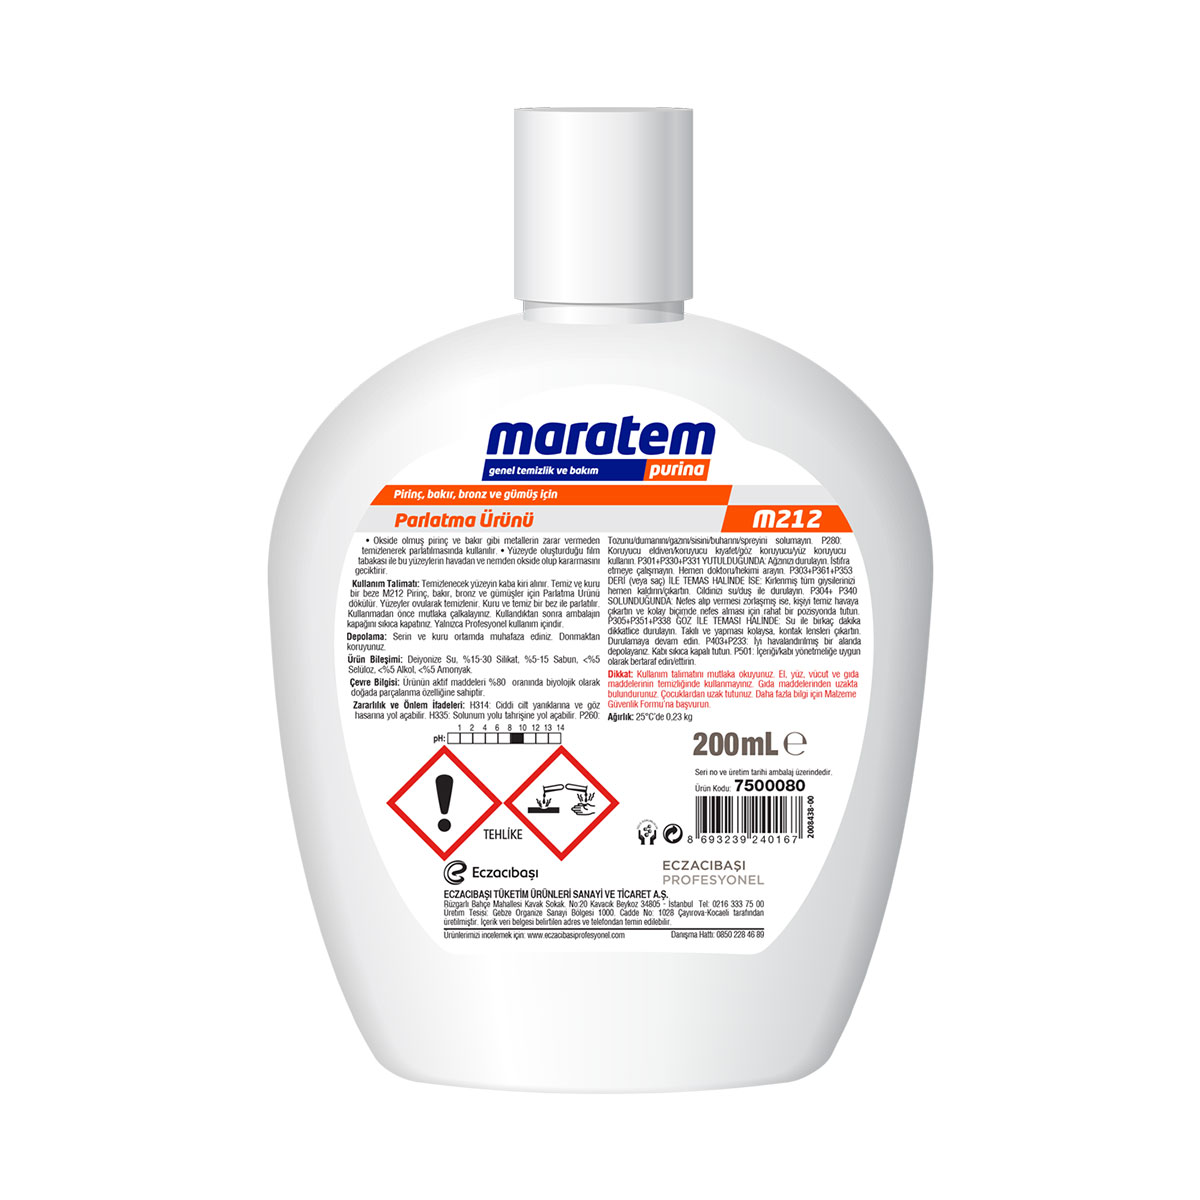 maratem
genel temizlik ve bakım
purina
Pirinç, bakır, bronz ve gümüş için
Parlatma Ürünü
M212
• Okside olmuş pirinç ve bakır gibi metallerin zarar vermeden
temizlenerek parlatılmasında kullanılır. • Yüzeyde oluşturduğu film
tabakası ile bu yüzeylerin havadan ve nemden okside olup kararmasını
geciktirir.
Kullanım Talimatı: Temizlenecek yüzeyin kaba kiri alınır. Temiz ve kuru
bir beze M212 Pirinç, bakır, bronz ve gümüşler için Parlatma Ürünü
dökülür. Yüzeyler ovularak temizlenir. Kuru ve temiz bir bez ile parlatılır.
Kullanmadan önce mutlaka çalkalayınız. Kullandıktan sonra ambalajın
kapağını sıkıca kapatınız. Yalnızca Profesyonel kullanım içindir.
Depolama: Serin ve kuru ortamda muhafaza ediniz. Donmaktan
koruyunuz.
Ürün Bileşimi: Deiyonize Su, %15-30 Silikat, %5-15 Sabun, <%5
Selüloz, <%5 Alkol, <%5 Amonyak.
Çevre Bilgisi: Ürünün aktif maddeleri %80 oranında biyolojik olarak
doğada parçalanma özelliğine sahiptir.
Zararlılık ve Önlem İfadeleri: H314: Ciddi cilt yanıklarına ve göz
hasarına yol açabilir. H335: Solunum yolu tahrişine yol açabilir. P260:
Tozunu/dumanını/gazını/sisini/buharını/spreyini solumayın. P280:
Koruyucu eldiven/koruyucu kıyafet/göz koruyucu/yüz koruyucu
kullanın. P301+P330+P331 YUTULDUĞUNDA: Ağzınızı durulayın. İstifra
etmeye çalışmayın. Hemen doktoru/hekimi arayın. P303+P361+P353
DERİ (veya saç) İLE TEMAS HALİNDE İSE: Kirlenmiş tüm giysilerinizi
hemen kaldırın/çıkartın. Cildinizi su/duş ile durulayın. P304+ P340
SOLUNDUĞUNDA: Nefes alıp vermesi zorlaşmış ise, kişiyi temiz havaya
çıkartın ve kolay biçimde nefes alması için rahat bir pozisyonda tutun.
P305+P351+P338 GÖZ İLE TEMASI HALİNDE: Su ile birkaç dakika
dikkatlice durulayın. Takılı ve yapması kolaysa, kontak lensleri çıkartın.
Durulamaya devam edin. P403+P233: İyi havalandırılmış bir alanda
depolayanız. Kabı sıkıca kapalı tutun. P501: İçeriği/kabı yönetmeliğe uygun
olarak bertaraf edin/ettirin.
Dikkat: Kullanım talimatını mutlaka okuyunuz. El, yüz, vücut ve gıda
maddelerinin temizliğinde kullanmayınız. Gıda maddelerinden uzakta
bulundurunuz. Çocuklardan uzak tutunuz. Daha fazla bilgi için Malzeme
Güvenlik Formu'na başvurun.
Ağırlık: 25°C'de 0,23 kg
1 2 4 6 8 10 12 13 14
pH:
TEHLİKE
200mL e
Seri no ve üretim tarihi ambalaj üzerindedir.
Ürün Kodu: 7500080
8 693239 240167
2008438-00
Eczacıbaşı
ECZACIBAŞI
PROFESYONEL
ECZACIBAŞI TÜKETİM ÜRÜNLERİ SANAYİ VE TİCARET A.Ş.
Rüzgarlı Bahçe Mahallesi Kavak Sokak. No:20 Kavacık Beykoz 34805 - İstanbul Tel: 0216 333 75 00
Üretim Tesisi: Gebze Organize Sanayi Bölgesi 1000. Cadde No: 1028 Çayırova-Kocaeli tarafından
üretilmiştir. İçerik veri belgesi belirtilen adres ve telefondan temin edilebilir.
Ürünlerimizi incelemek için: www.eczacibasiprofesyonel.com
Danışma Hattı: 0850 228 46 89